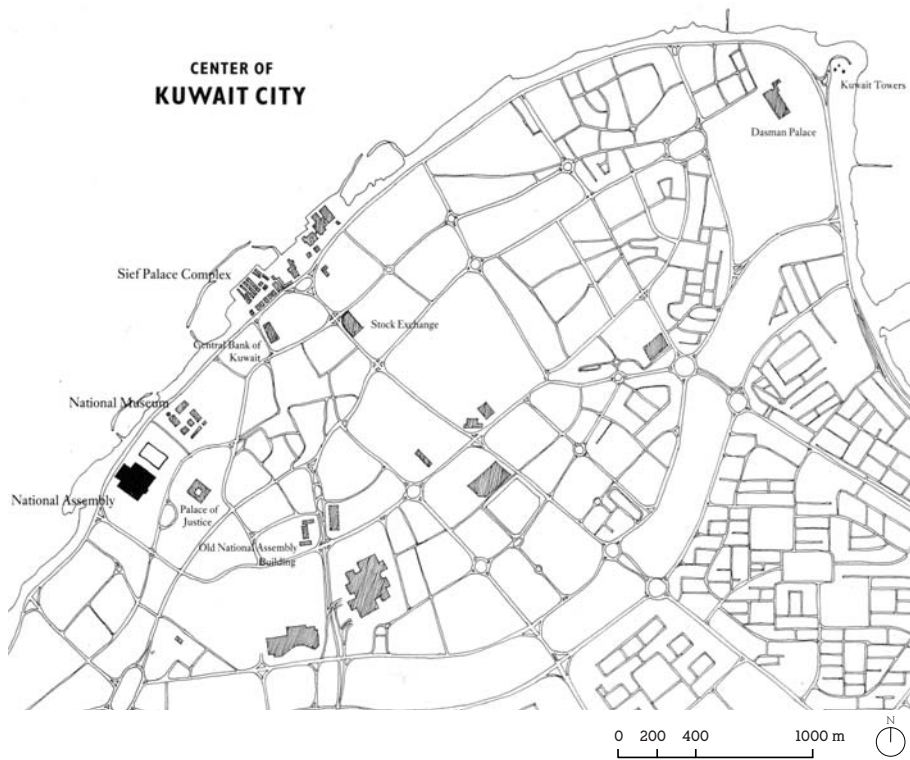 CENTER OF
KUWAIT CITY
Kuwait Towers
Dasman Palace
Sief Palace Complex
Stock Exchange
Central Bank of
Kuwait
National Museum
National Assembly
Palace of
Justice
Old National Assembly
Building
N
0 200 400 1000 m